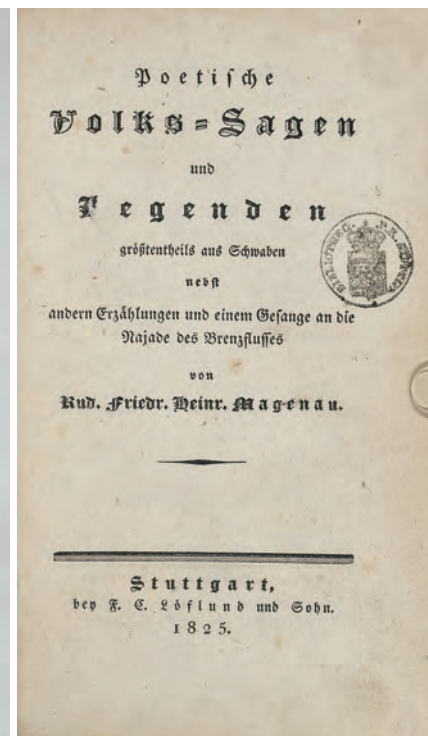 Poetische
Volks-Sagen
und
Legenden
größtentheils aus Schwaben
nebst
andern Erzählungen und einem Gesange an die
Najade des Brenzflusses
von
Rud. Friedr. Heinr. Magenau.
Stuttgart,
bey F. C. Löflund und Sohn.
1825.